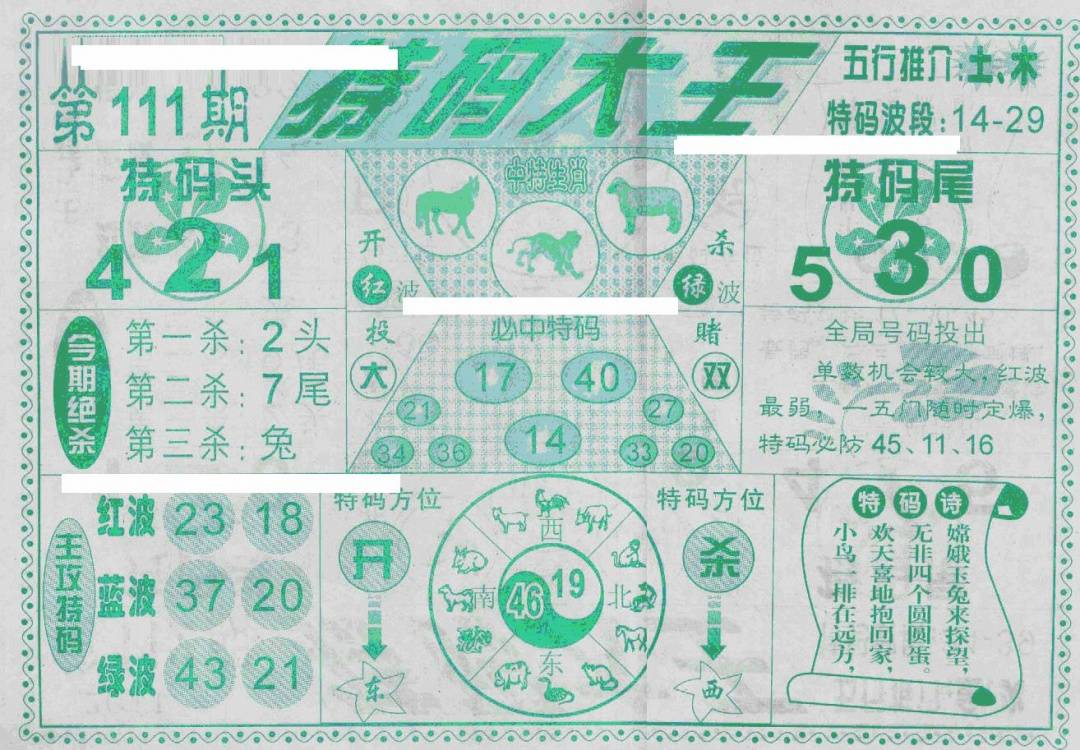 第111期
特码大王
五行推介:土、木
特码波段:14-29
特码头
4 2 1
中特生肖
开
红波
杀
绿波
特码尾
5 3 0
今期绝杀
第一杀:2头
第二杀:7尾
第三杀:兔
投
大
必中特码
17 40
21 27
14
34 36 33 20
赌
双
全局号码投出
单数机会较大,红波
最弱,一五门随时定爆,
特码必防 45、11、16
主攻特码
红波 23 18
蓝波 37 20
绿波 43 21
特码方位
开
东
西
南
北
东
46 19
特码方位
杀
西
特码诗
嫦娥玉兔来探望,
无非四个圆圆蛋。
欢天喜地抱回家,
小鸟一排在远方,